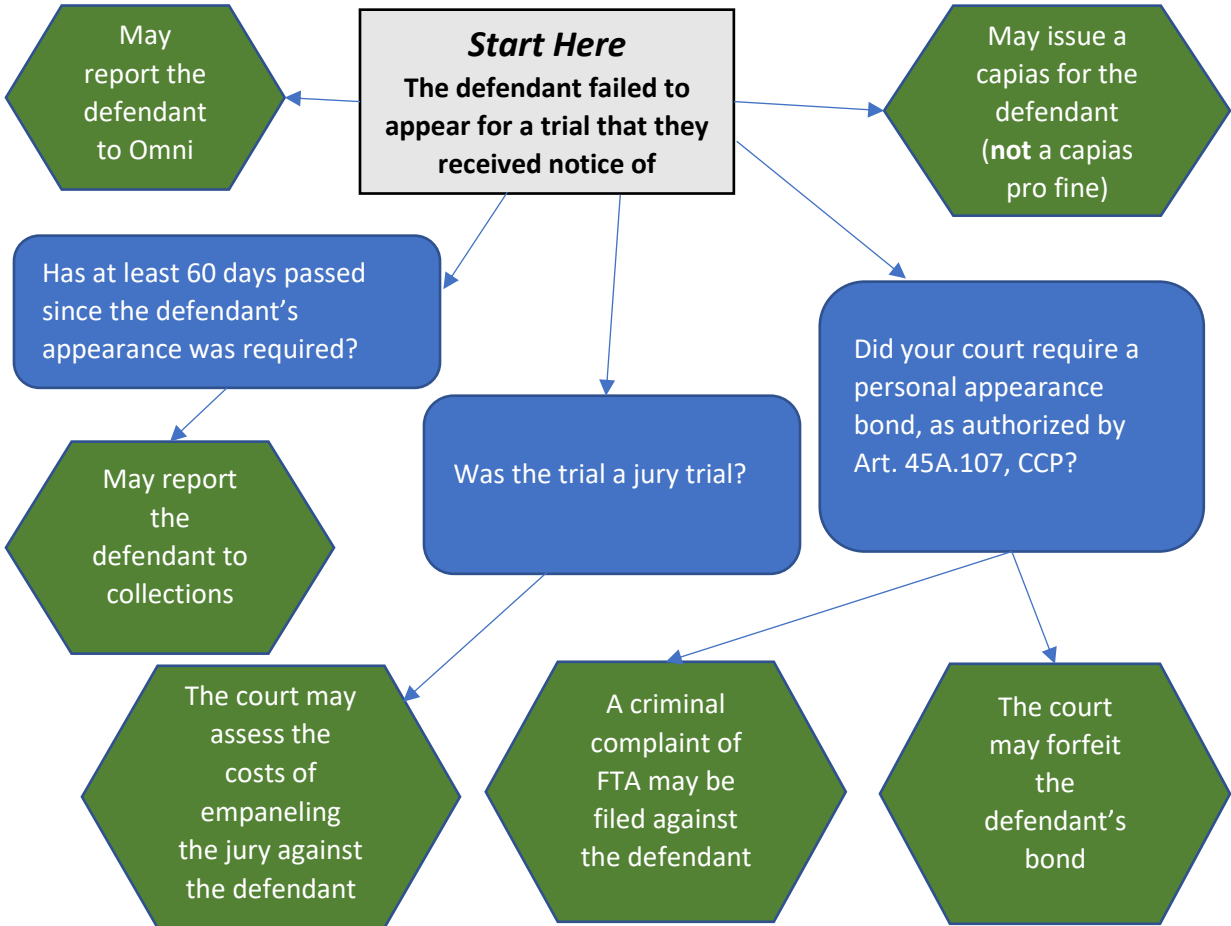 May
report the
defendant
to Omni
Start Here
The defendant failed to
appear for a trial that they
received notice of
May issue a
capias for the
defendant
(not a capias
pro fine)
Has at least 60 days passed
since the defendant’s
appearance was required?
Was the trial a jury trial?
Did your court require a
personal appearance
bond, as authorized by
Art. 45A.107, CCP?
May report
the
defendant to
collections
The court may
assess the
costs of
empaneling
the jury against
the defendant
A criminal
complaint of
FTA may be
filed against
the defendant
The court
may forfeit
the
defendant’s
bond